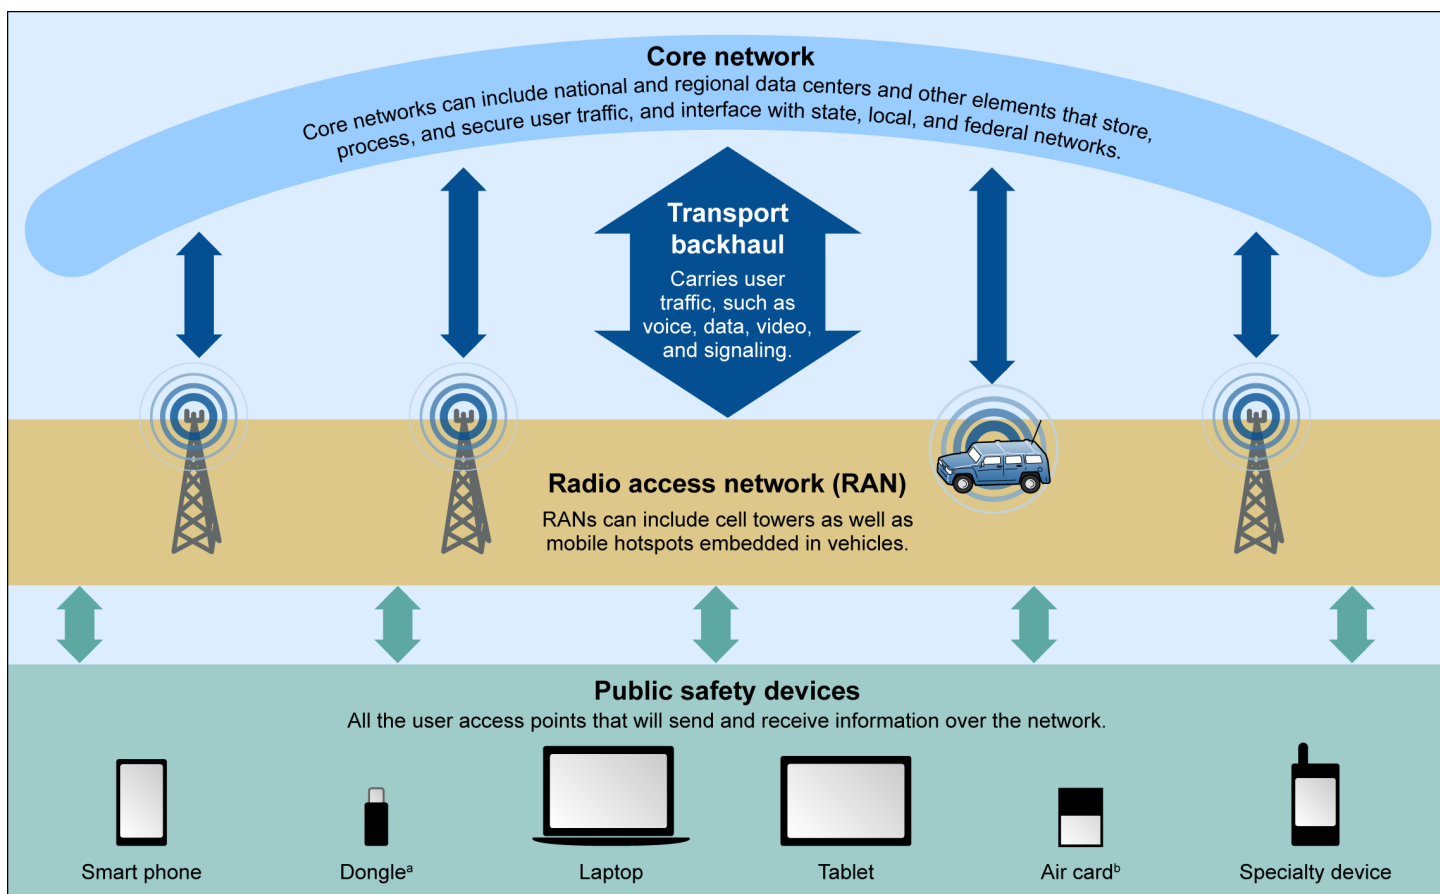 Core network
Core networks can include national and regional data centers and other elements that store,
process, and secure user traffic, and interface with state, local, and federal networks.
Transport
backhaul
Carries user
traffic, such as
voice, data, video,
and signaling.
Radio access network (RAN)
RANs can include cell towers as well as
mobile hotspots embedded in vehicles.
Public safety devices
All the user access points that will send and receive information over the network.
Smart phone
Dongleᵃ
Laptop
Tablet
Air cardᵇ
Specialty device